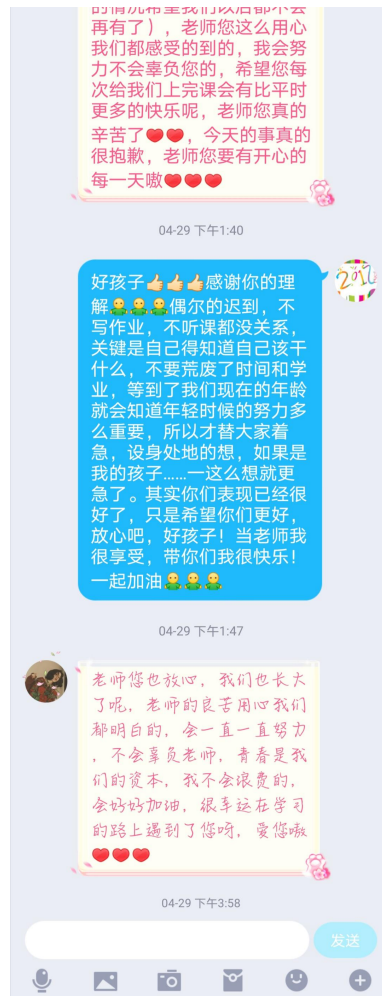 的情况希望我们以后都不会
再有了），老师您这么用心
我们都感受的到的，我会努
力不会辜负您的，希望您每
次给我们上完课会有比平时
更多的快乐呢，老师您真的
辛苦了❤❤，今天的事真的
很抱歉，老师您要有开心的
每一天嗷❤❤❤
04-29 下午1:40
好孩子👍👍👍感谢你的理
解偶尔的迟到，不
写作业，不听课都没关系，
关键是自己得知道自己该干
什么，不要荒废了时间和学
业，等到了我们现在的年龄
就会知道年轻时候的努力多
么重要，所以才替大家着
急，设身处地的想，如果是
我的孩子……一这么想就更
急了。其实你们表现已经很
好了，只是希望你们更好，
放心吧，好孩子！当老师我
很享受，带你们我很快乐！
一起加油
2017
04-29 下午1:47
老师您也放心，我们也长大
了呢，老师的良苦用心我们
都明白的，会一直一直努力
，不会辜负老师，青春是我
们的资本，我不会浪费的，
会好好加油，很幸运在学习
的路上遇到了您呀，爱您嗷
❤❤❤
04-29 下午3:58
发送